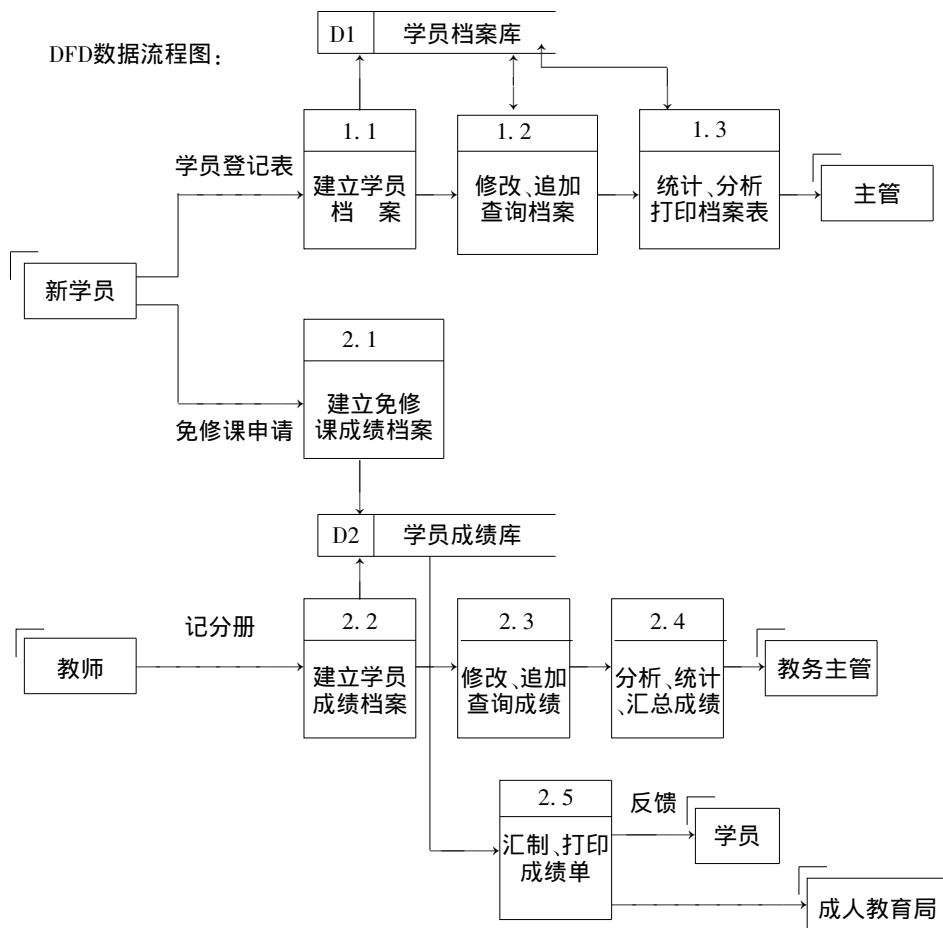 D1 学员档案库
DFD数据流程图：
1. 1
1. 2
1. 3
学员登记表
建立学员
档 案
修改、追加
查询档案
统计、分析
打印档案表
主管
新学员
2. 1
建立免修
课成绩档案
免修课申请
D2 学员成绩库
记分册
2. 2
2. 3
2. 4
教师
建立学员
成绩档案
修改、追加
查询成绩
分析、统计
、汇总成绩
教务主管
2. 5
反馈
汇制、打印
成绩单
学员
成人教育局